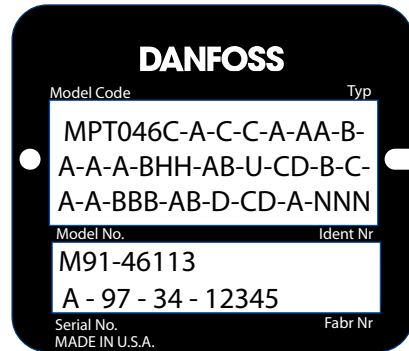 DANFOSS
Model Code Typ
MPT046C-A-C-C-A-AA-B-
A-A-A-BHH-AB-U-CD-B-C-
A-A-BBB-AB-D-CD-A-NNN
Model No. Ident Nr
M91-46113
A - 97 - 34 - 12345
Serial No. Fabr Nr
MADE IN U.S.A.